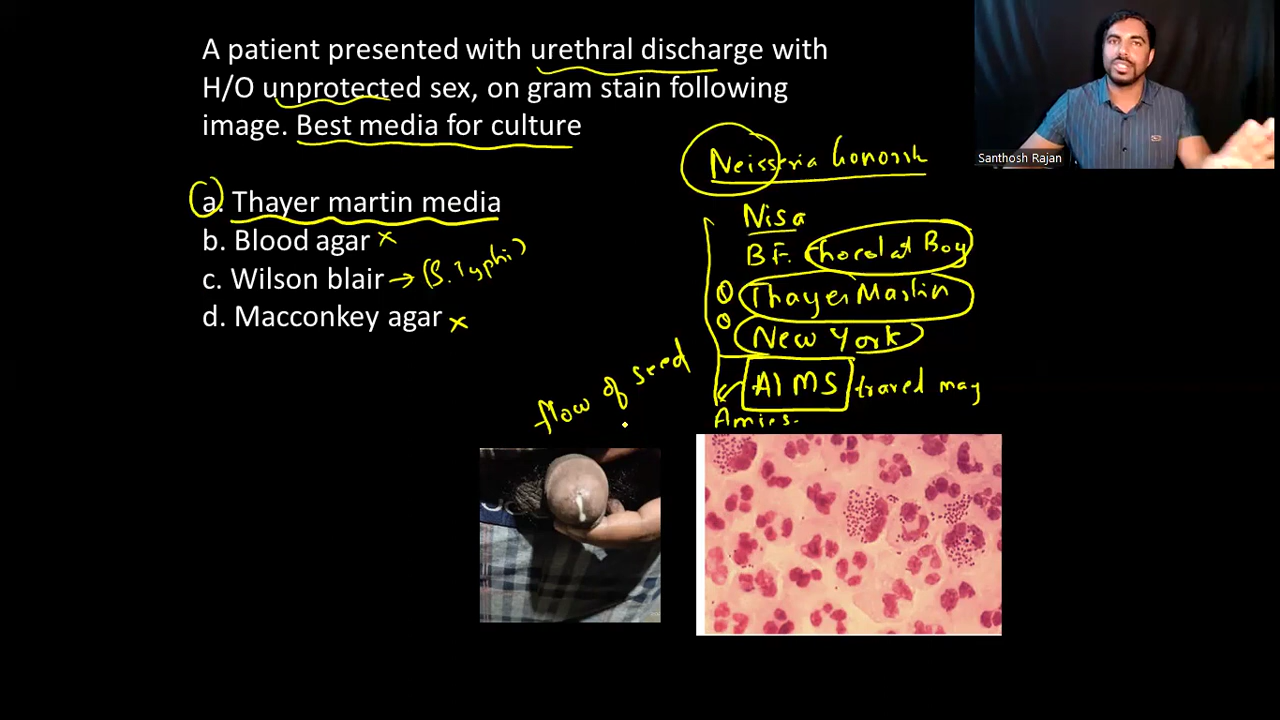 A patient presented with urethral discharge with
H/O unprotected sex, on gram stain following
image. Best media for culture
a. Thayer martin media
b. Blood agar x
c. Wilson blair → (S. Typhi)
d. Macconkey agar x
Neisseria
Nisa
BF. Chocolat Boy
Thayer Martin
New York
AIMS travel
Amies.
flow of seed
Santhosh Rajan